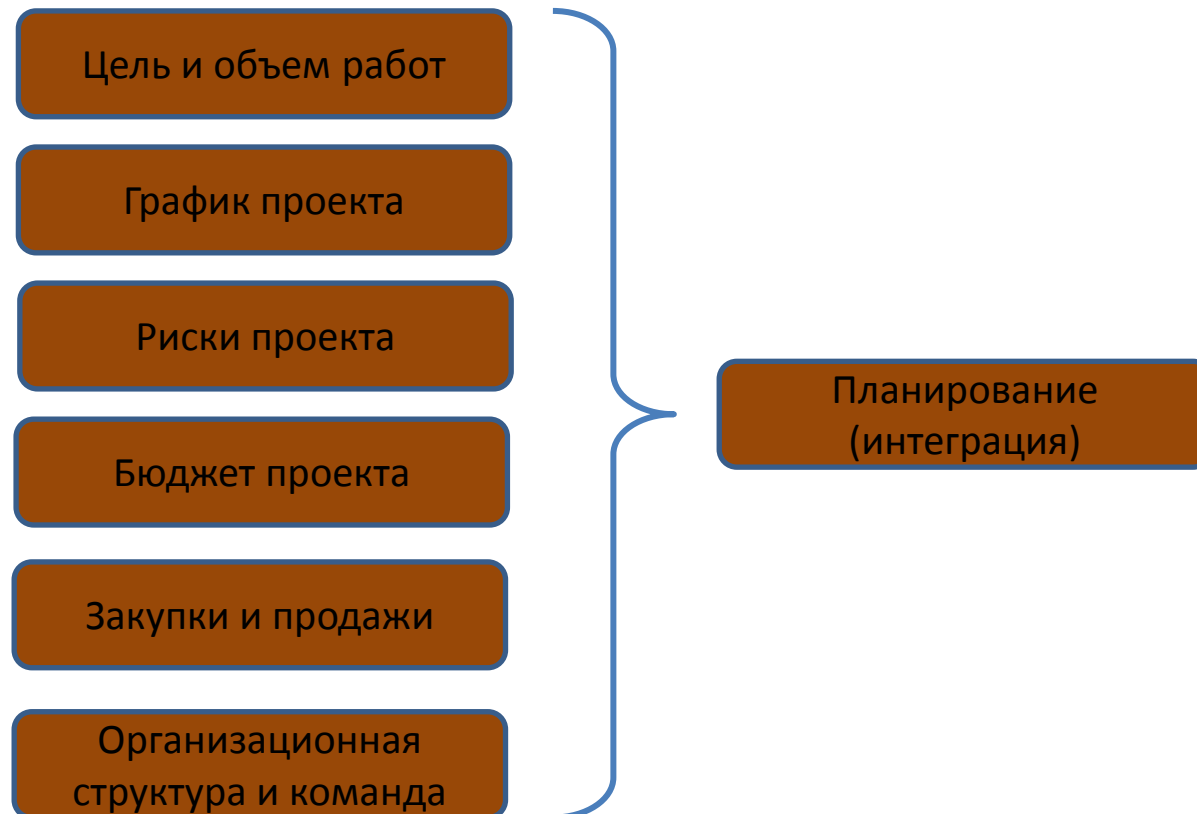 Цель и объем работ
График проекта
Риски проекта
Бюджет проекта
Закупки и продажи
Организационная
структура и команда
Планирование
(интеграция)